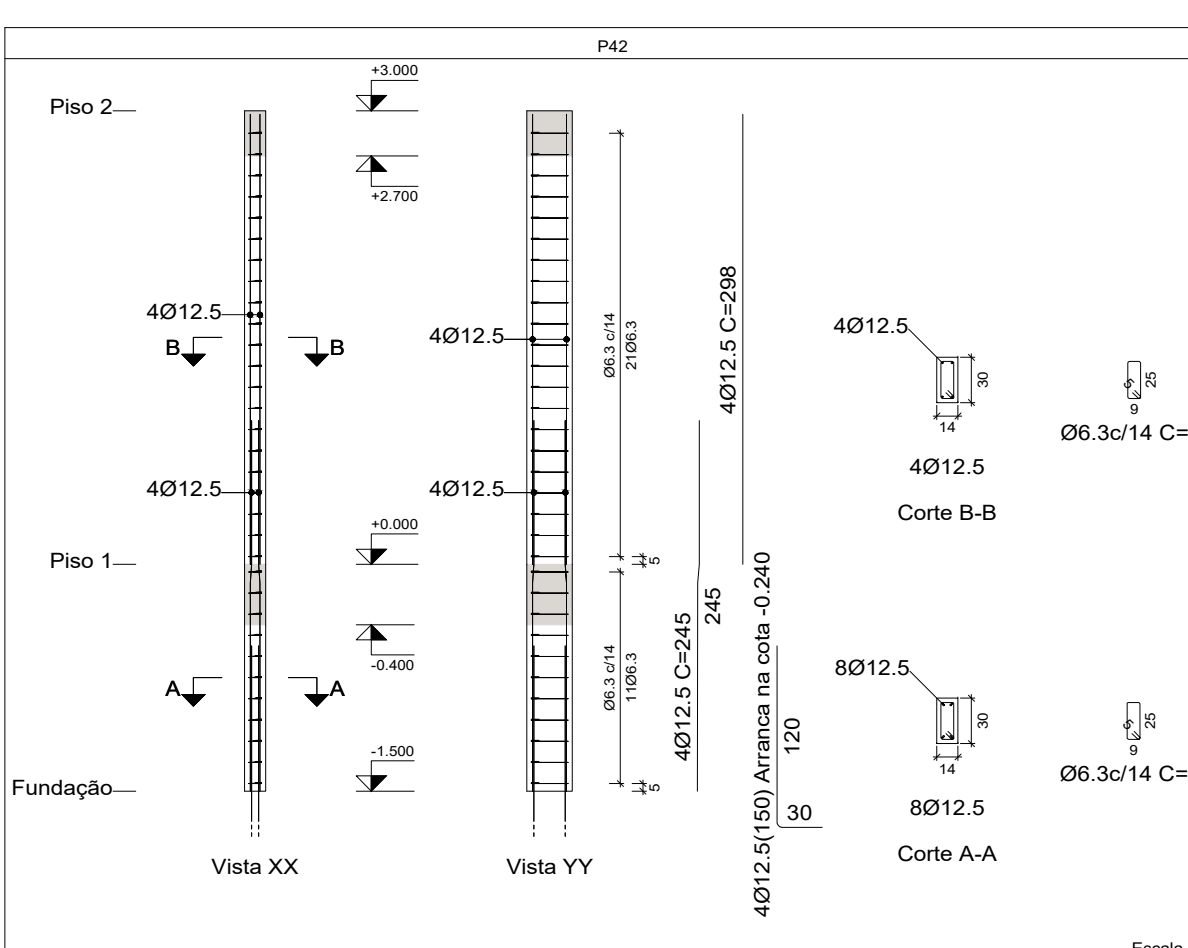 P42
Piso 2
+3.000
+2.700
4Ø12.5
B
B
4Ø12.5
Ø6.3 c/14
21Ø6.3
4Ø12.5 C=298
4Ø12.5
4Ø12.5
Piso 1
+0.000
5
-0.400
A
A
Ø6.3 c/14
11Ø6.3
4Ø12.5 C=245
245
4Ø12.5(150) Arranca na cota -0.240
120
30
-1.500
Fundação
5
Vista XX
Vista YY
4Ø12.5
30
14
4Ø12.5
Corte B-B
5
25
9
Ø6.3c/14 C=
8Ø12.5
30
14
8Ø12.5
Corte A-A
5
25
9
Ø6.3c/14 C=